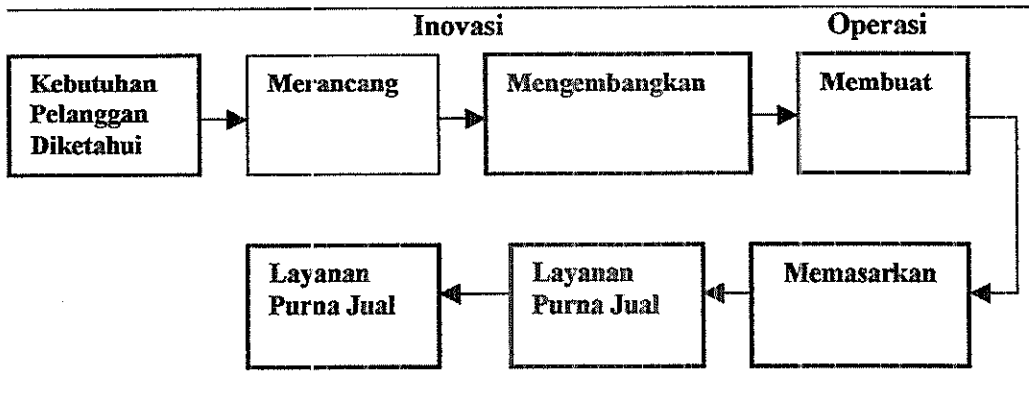 Inovasi
Operasi
Kebutuhan
Pelanggan
Diketahui
Merancang
Mengembangkan
Membuat
Memasarkan
Layanan
Purna Jual
Layanan
Purna Jual